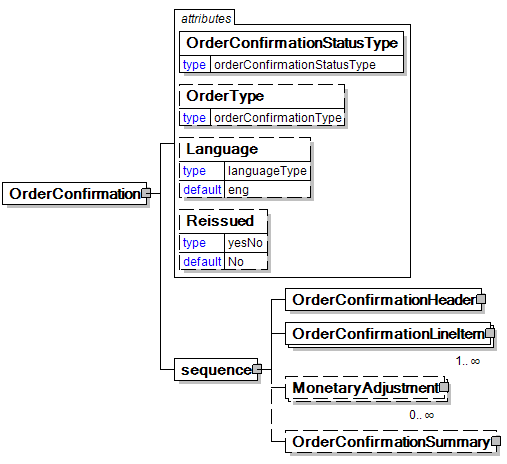 attributes
OrderConfirmationStatusType
type orderConfirmationStatusType
OrderType
type orderConfirmationType
Language
type languageType
default eng
OrderConfirmation
Reissued
type yesNo
default No
OrderConfirmationHeader
OrderConfirmationLineItem
1.. ∞
sequence
MonetaryAdjustment
0.. ∞
OrderConfirmationSummary